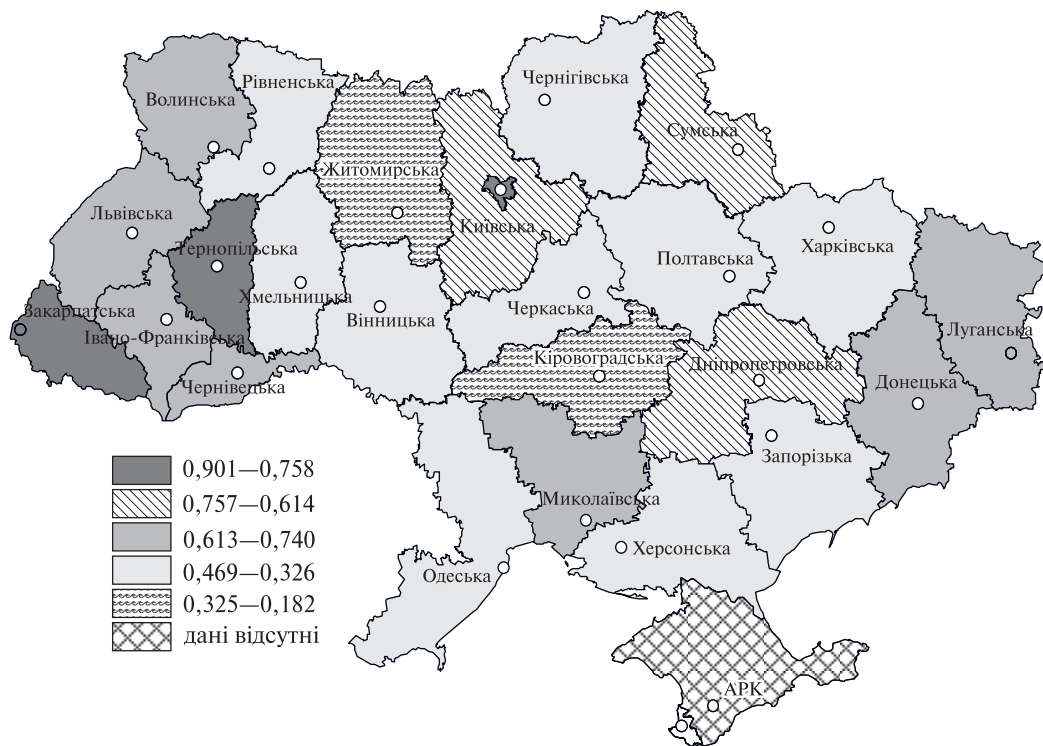 Чернігівська
Рівненська
Волинська
Сумська
Житомирська
Львівська
Київська
Харківська
Тернопільська
Полтавська
Хмельницька
Черкаська
Закарпатська
Вінницька
Івано-Франківська
Луганська
Кіровоградська
Дніпропетровська
Донецька
Чернівецька
Запорізька
0,901—0,758
0,757—0,614
Миколаївська
0,613—0,740
Херсонська
0,469—0,326
Одеська
0,325—0,182
дані відсутні
АРК